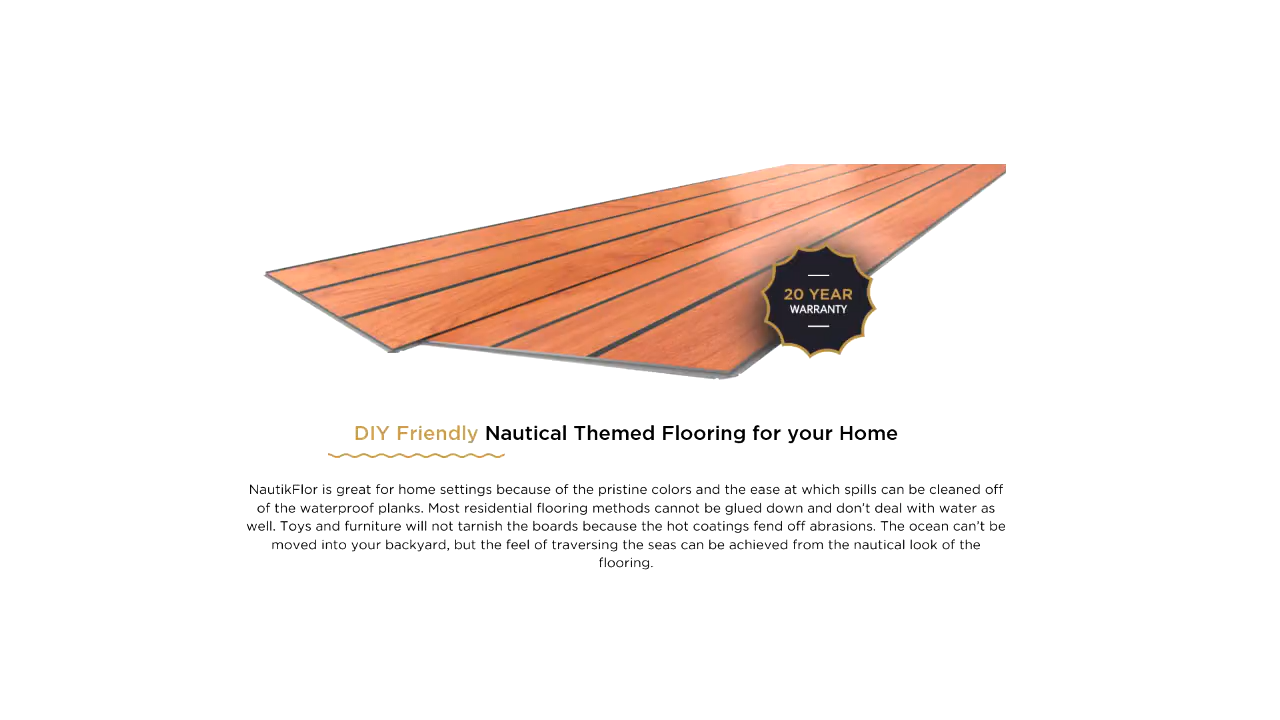 20 YEAR
WARRANTY
DIY Friendly Nautical Themed Flooring for your Home
NautikFlor is great for home settings because of the pristine colors and the ease at which spills can be cleaned off
of the waterproof planks. Most residential flooring methods cannot be glued down and don't deal with water as
well. Toys and furniture will not tarnish the boards because the hot coatings fend off abrasions. The ocean can't be
moved into your backyard, but the feel of traversing the seas can be achieved from the nautical look of the
flooring.